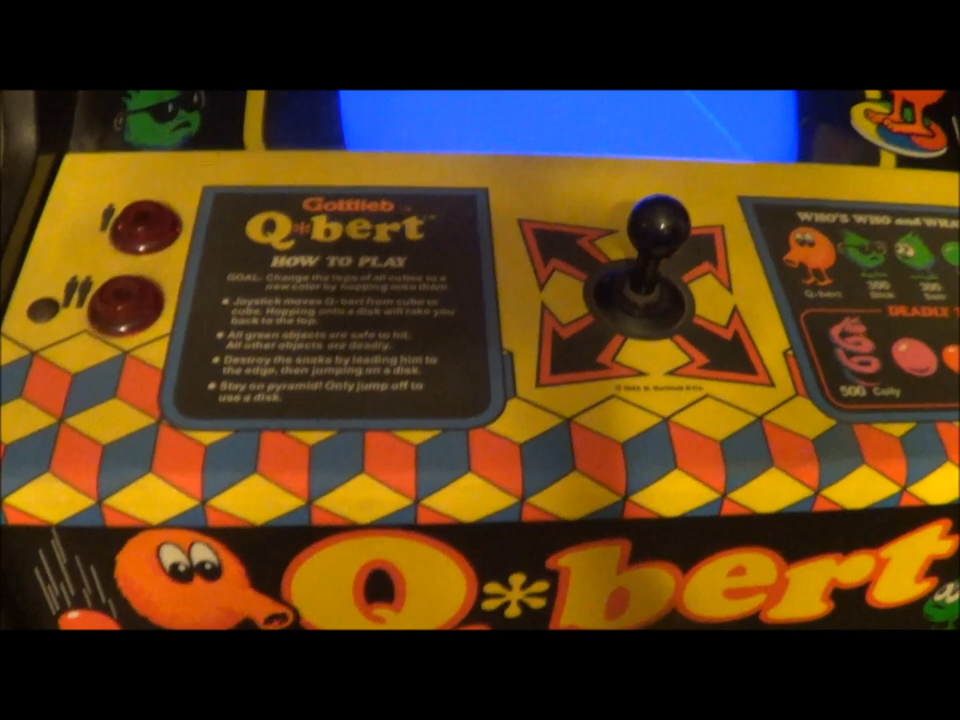 Gottlieb
Q*bert
HOW TO PLAY
GOAL: Change the tops of all cubes to a
new color by hopping onto them.
Joystick moves Q-bert from cube to
cube. Hopping onto a disk will take you
back to the top.
All green objects are safe to hit.
All other objects are deadly.
Destroy the snake by leading him to
the edge, then jumping on a disk.
Stay on pyramid! Only jump off to
use a disk.
WHO'S WHO and WHA
Q-bert
300
300
DEADLY T
500 Coily
Q*bert